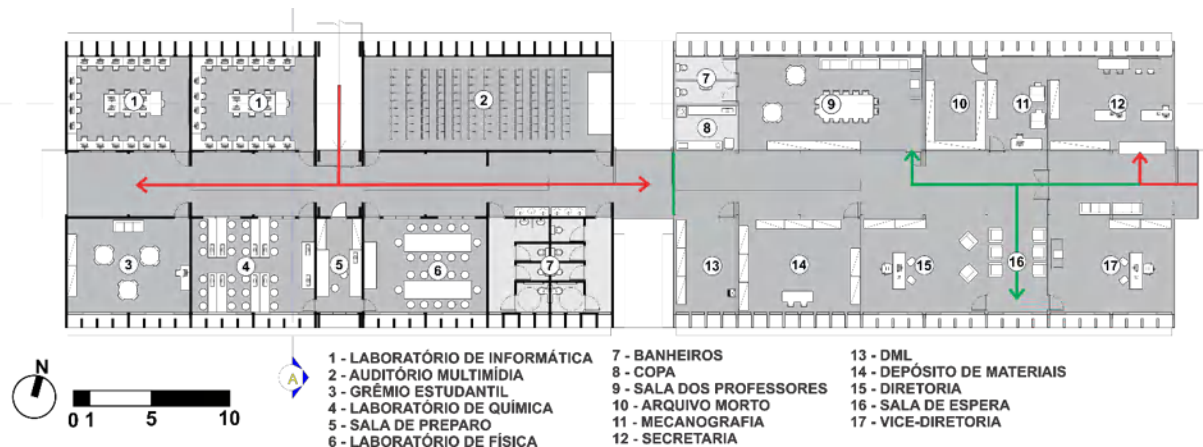 1 1 2 7 8 9 10 11 12
3 4 5 6 7 13 14 15 16 17
N
0 1 5 10
A
1 - LABORATÓRIO DE INFORMÁTICA
2 - AUDITÓRIO MULTIMÍDIA
3 - GRÊMIO ESTUDANTIL
4 - LABORATÓRIO DE QUÍMICA
5 - SALA DE PREPARO
6 - LABORATÓRIO DE FÍSICA
7 - BANHEIROS
8 - COPA
9 - SALA DOS PROFESSORES
10 - ARQUIVO MORTO
11 - MECANOGRAFIA
12 - SECRETARIA
13 - DML
14 - DEPÓSITO DE MATERIAIS
15 - DIRETORIA
16 - SALA DE ESPERA
17 - VICE-DIRETORIA